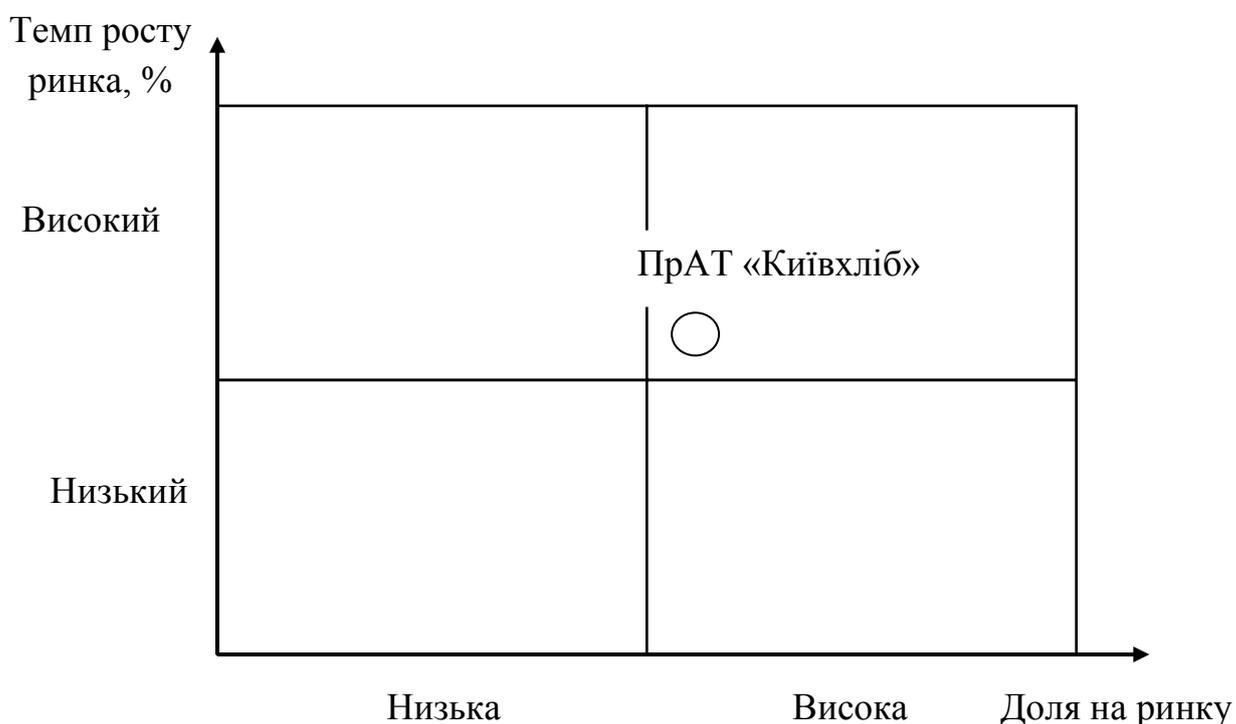 Темп росту
ринка, %
Високий
ПрАТ «Київхліб»
Низький
Низька
Висока
Доля на ринку